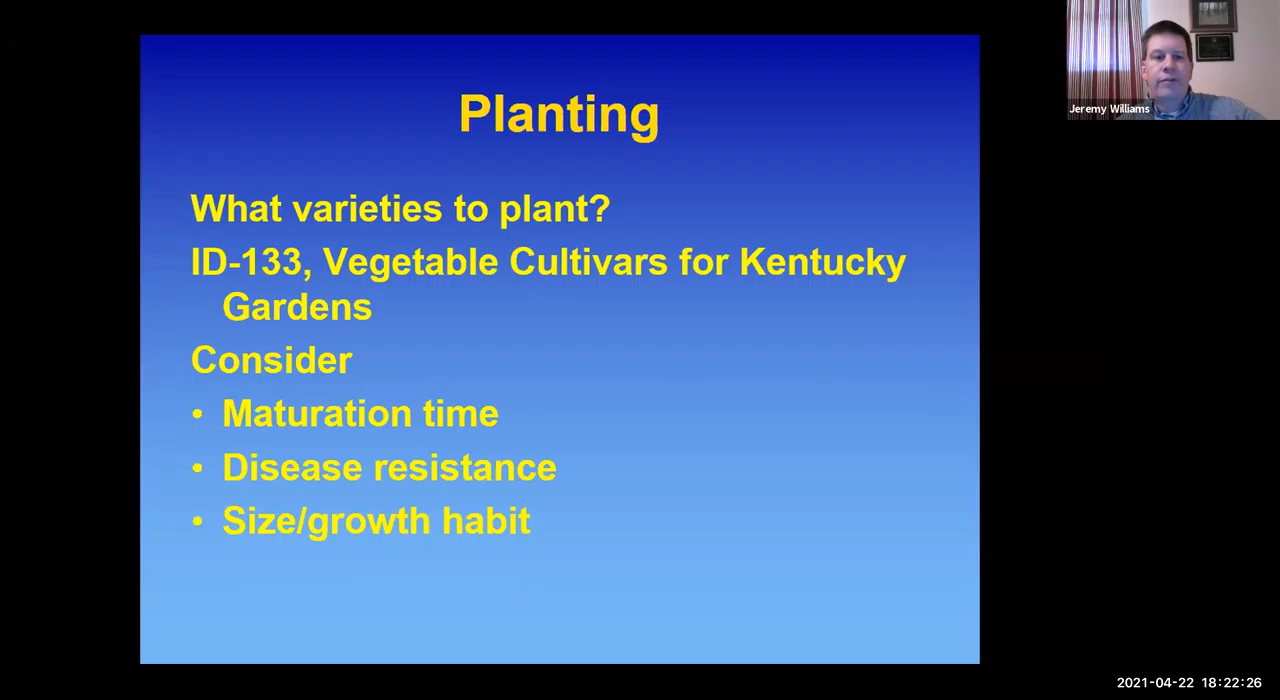 Planting
What varieties to plant?
ID-133, Vegetable Cultivars for Kentucky
Gardens
Consider
• Maturation time
• Disease resistance
• Size/growth habit
Jeremy Williams
2021-04-22 18:22:26